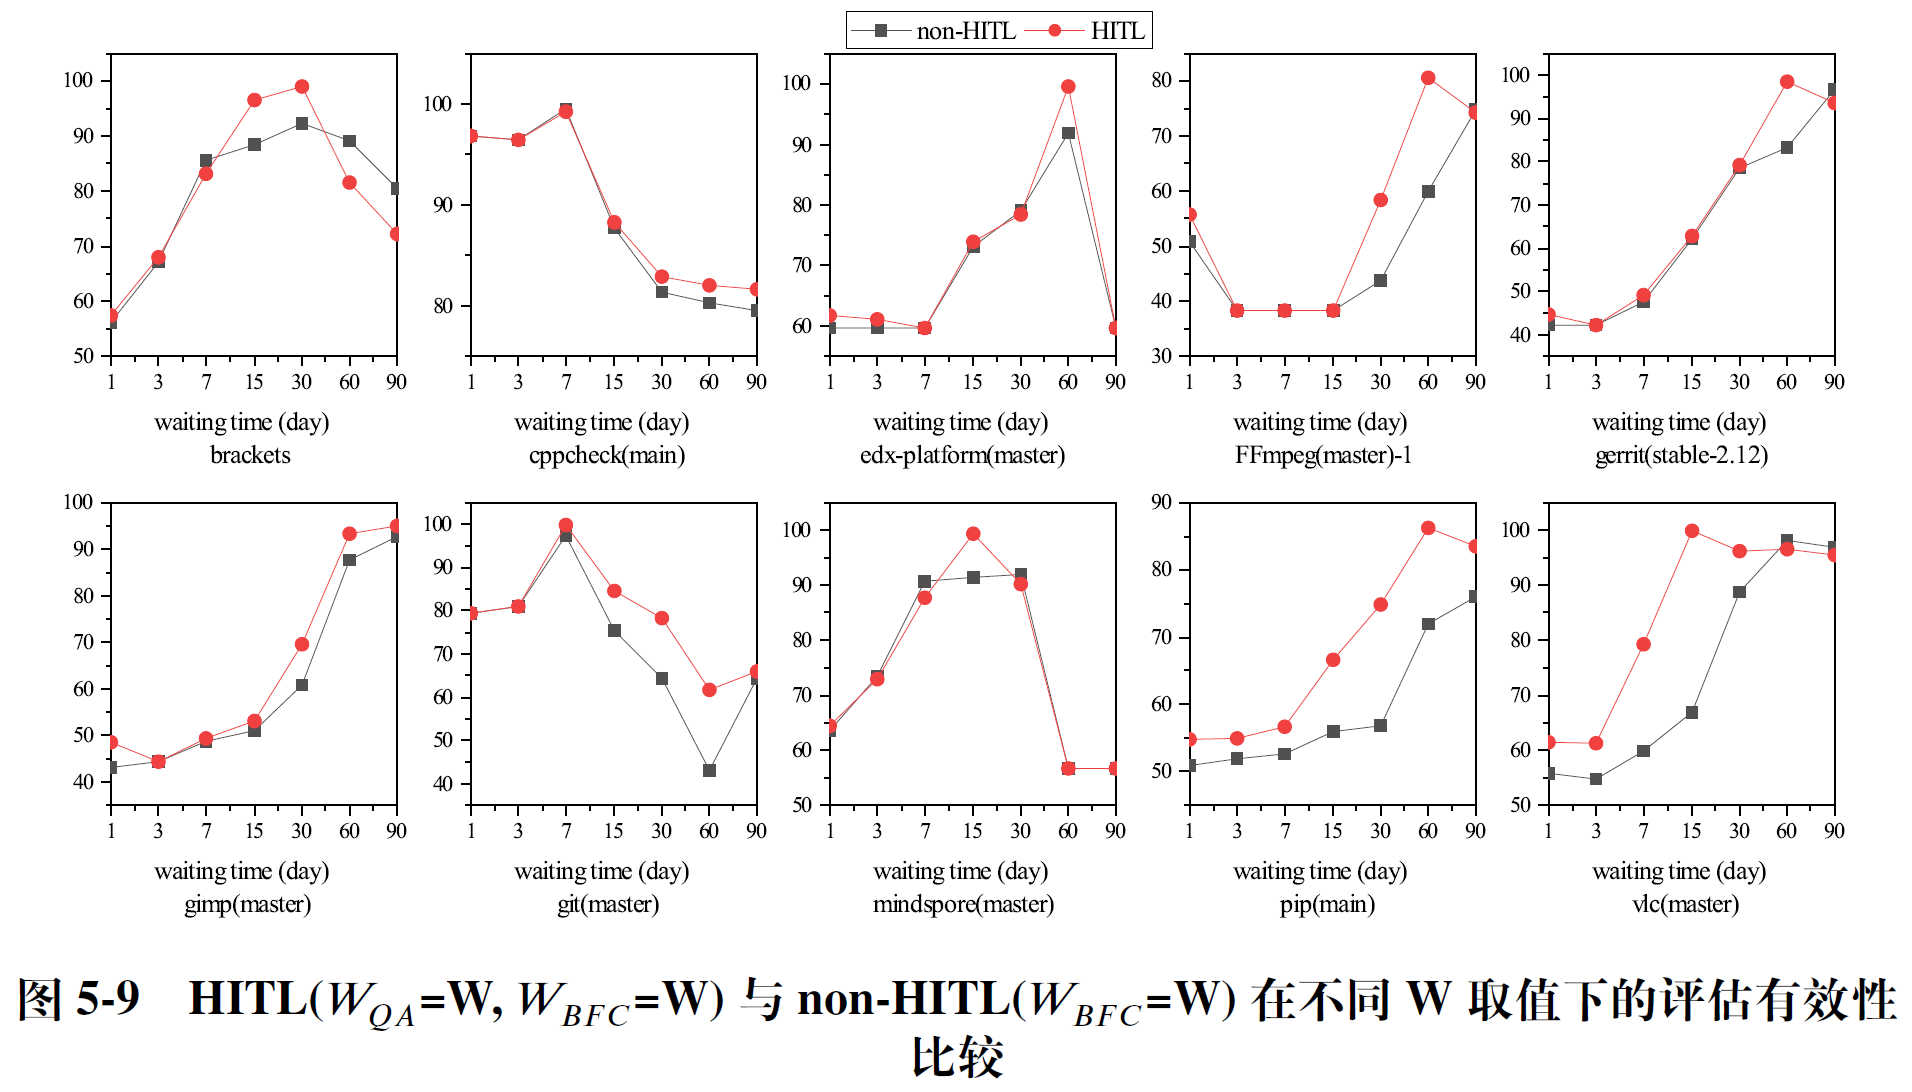 non-HITL HITL
100
90
80
70
60
50
1 3 7 15 30 60 90
waiting time (day)
brackets
100
90
80
1 3 7 15 30 60 90
waiting time (day)
cppcheck(main)
100
90
80
70
60
1 3 7 15 30 60 90
waiting time (day)
edx-platform(master)
80
70
60
50
40
30
1 3 7 15 30 60 90
waiting time (day)
FFmpeg(master)-1
100
90
80
70
60
50
40
1 3 7 15 30 60 90
waiting time (day)
gerrit(stable-2.12)
100
90
80
70
60
50
40
1 3 7 15 30 60 90
waiting time (day)
gimp(master)
100
90
80
70
60
50
40
1 3 7 15 30 60 90
waiting time (day)
git(master)
100
90
80
70
60
50
1 3 7 15 30 60 90
waiting time (day)
mindspore(master)
90
80
70
60
50
1 3 7 15 30 60 90
waiting time (day)
pip(main)
100
90
80
70
60
50
1 3 7 15 30 60 90
waiting time (day)
vlc(master)
图 5-9 HITL(W_QA=W, W_BFC=W) 与 non-HITL(W_BFC=W) 在不同 W 取值下的评估有效性
比较